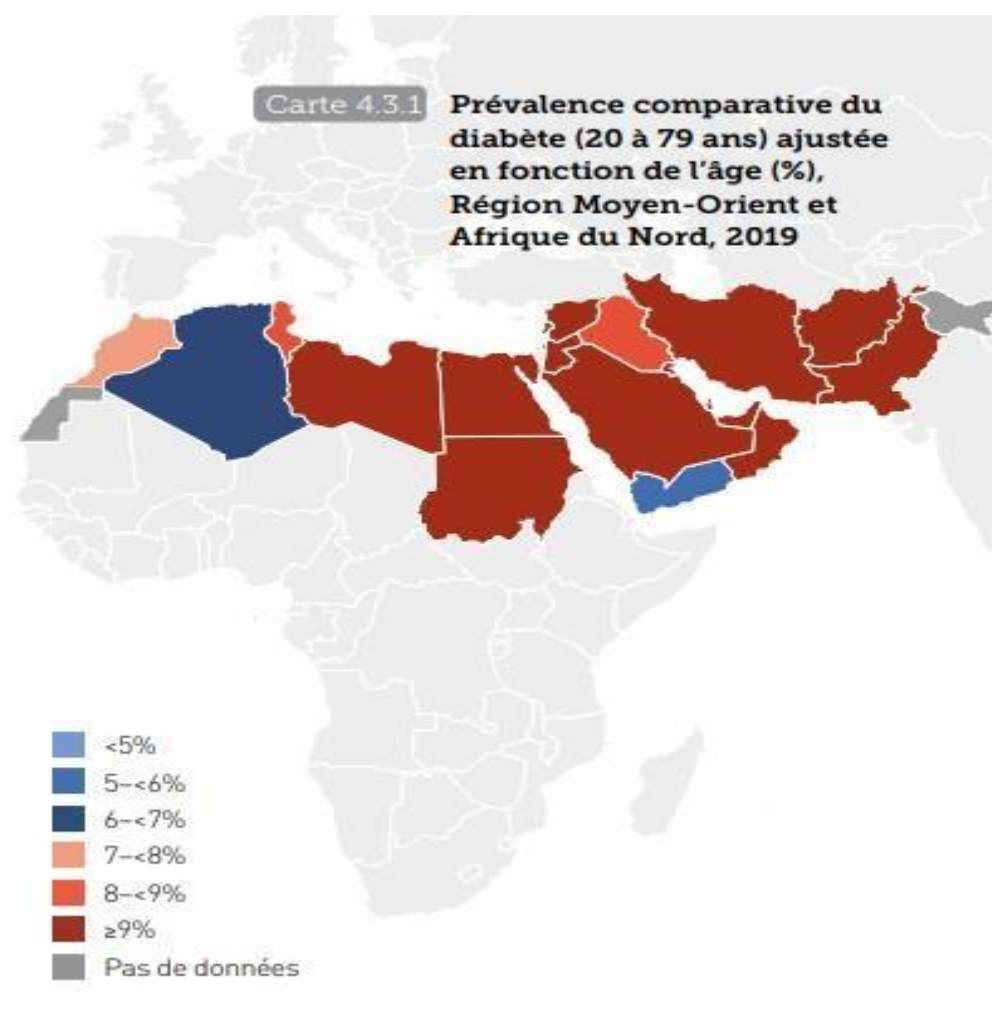 Carte 4.3.1 Prévalence comparative du
diabète (20 à 79 ans) ajustée
en fonction de l'âge (%),
Région Moyen-Orient et
Afrique du Nord, 2019
<5%
5–<6%
6–<7%
7–<8%
8–<9%
≥9%
Pas de données